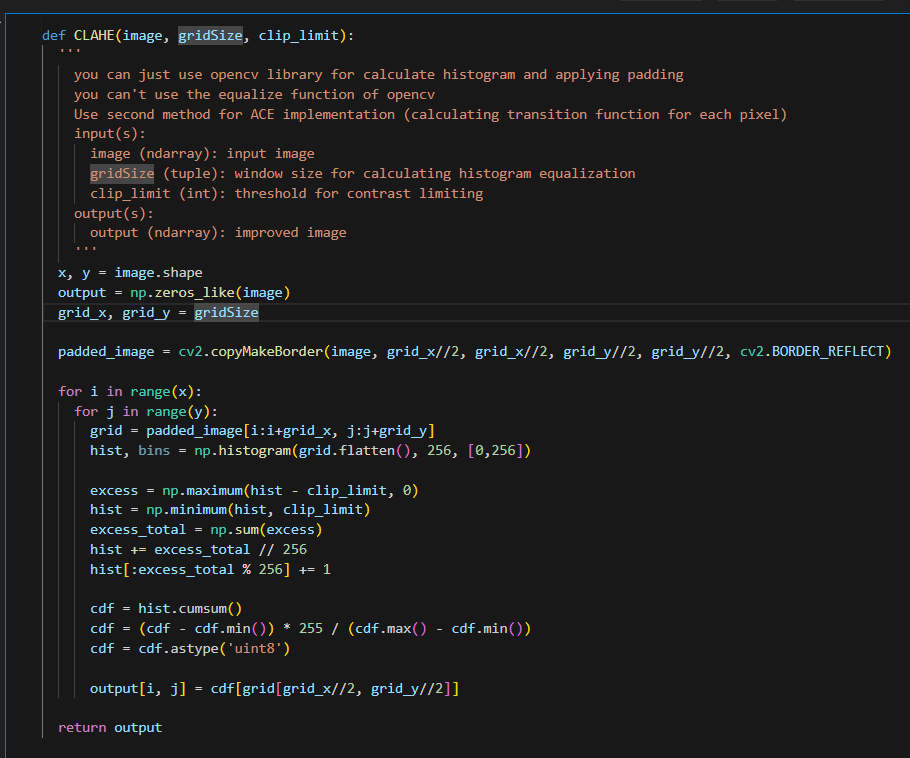 def CLAHE(image, gridSize, clip_limit):
'''
you can just use opencv library for calculate histogram and applying padding
you can't use the equalize function of opencv
Use second method for ACE implementation (calculating transition function for each pixel)
input(s):
image (ndarray): input image
gridSize (tuple): window size for calculating histogram equalization
clip_limit (int): threshold for contrast limiting
output(s):
output (ndarray): improved image
'''
x, y = image.shape
output = np.zeros_like(image)
grid_x, grid_y = gridSize
padded_image = cv2.copyMakeBorder(image, grid_x//2, grid_x//2, grid_y//2, grid_y//2, cv2.BORDER_REFLECT)
for i in range(x):
for j in range(y):
grid = padded_image[i:i+grid_x, j:j+grid_y]
hist, bins = np.histogram(grid.flatten(), 256, [0,256])
excess = np.maximum(hist - clip_limit, 0)
hist = np.minimum(hist, clip_limit)
excess_total = np.sum(excess)
hist += excess_total // 256
hist[:excess_total % 256] += 1
cdf = hist.cumsum()
cdf = (cdf - cdf.min()) * 255 / (cdf.max() - cdf.min())
cdf = cdf.astype('uint8')
output[i, j] = cdf[grid[grid_x//2, grid_y//2]]
return output